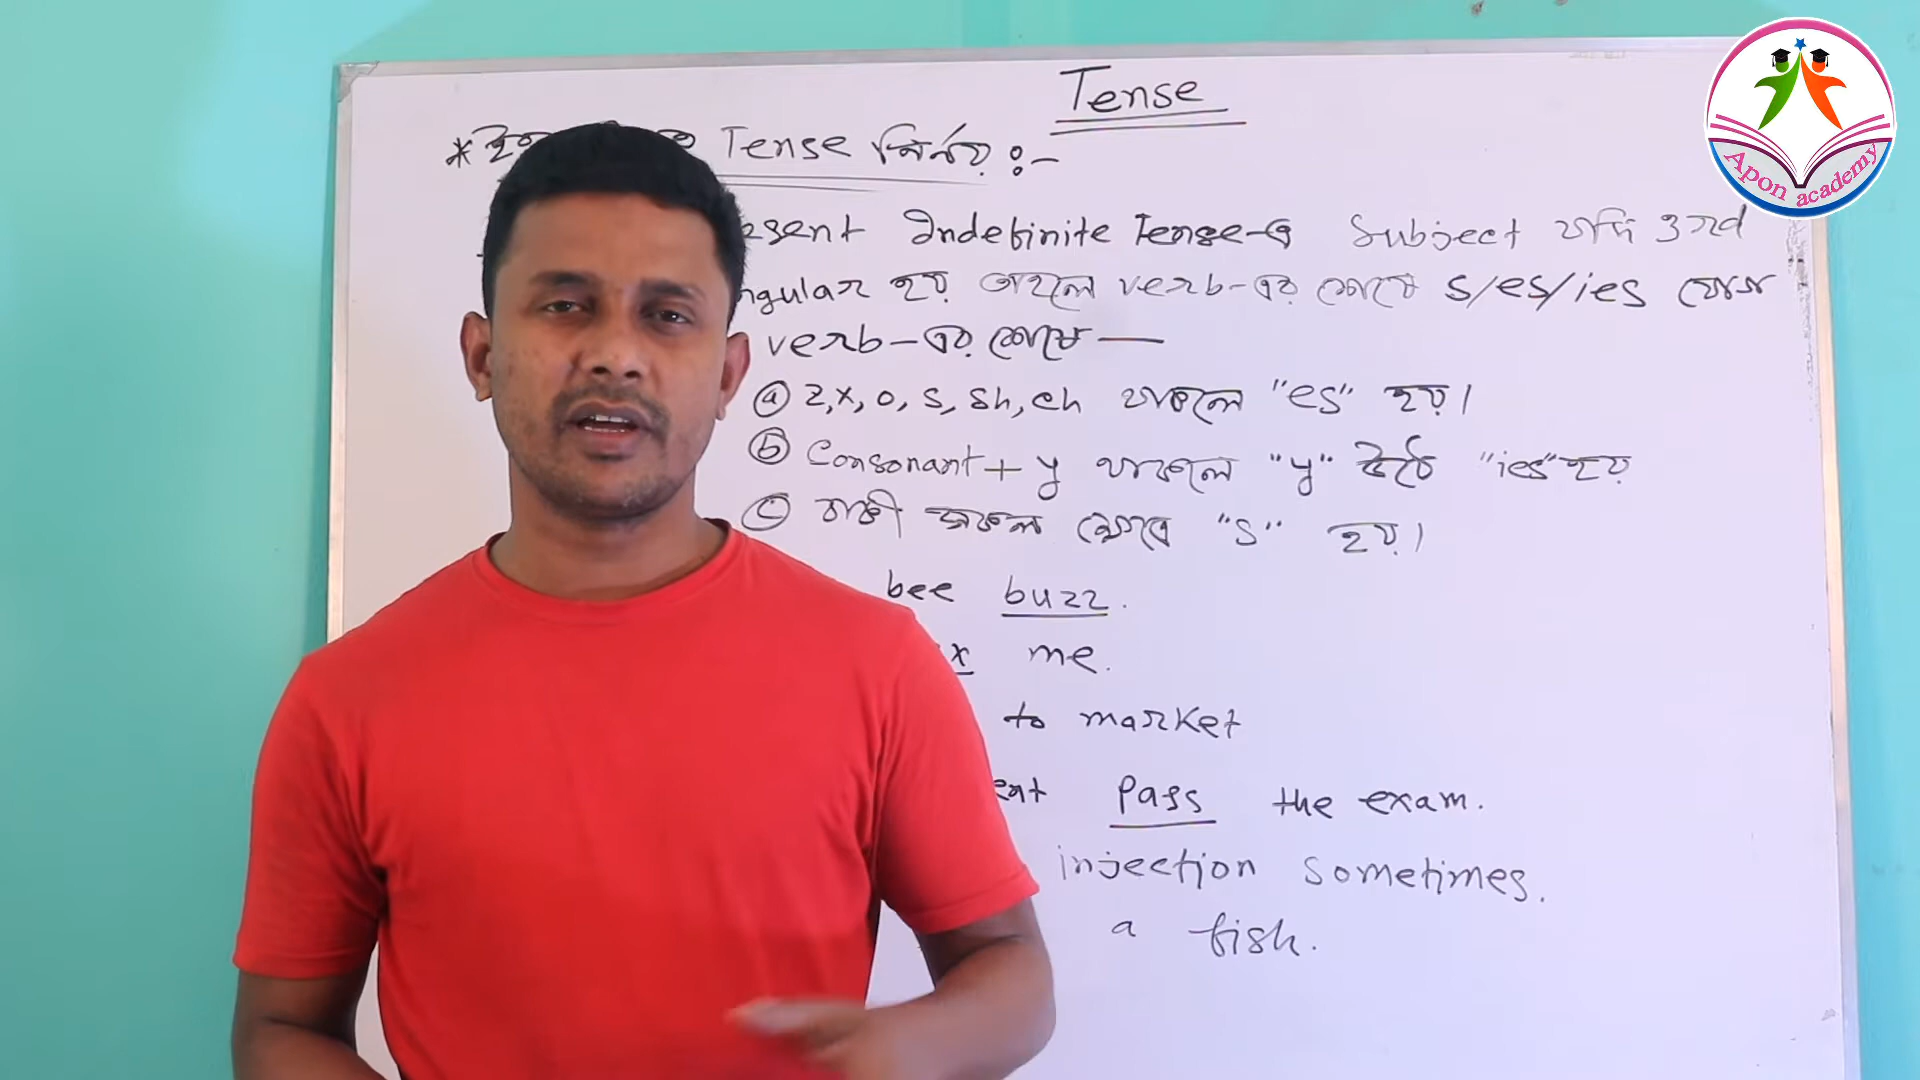 Tense
Tense নির্ণয় :-
esent Indefinite Tense-এ Subject যদি 3rd
ngular হয় তাহলে verb-এর শেষে s/es/ies যোগ
verb-এর শেষে —
(a) z, x, o, s, sh, ch থাকলে "es" হয়।
(b) Consonant + y থাকলে "y" উঠে "ies" হয়
(c) বাকী সকল ক্ষেত্রে "s" হয়।
bee buzz.
x me.
to market
ent pass the exam.
injection sometimes.
a fish.
Apon academy